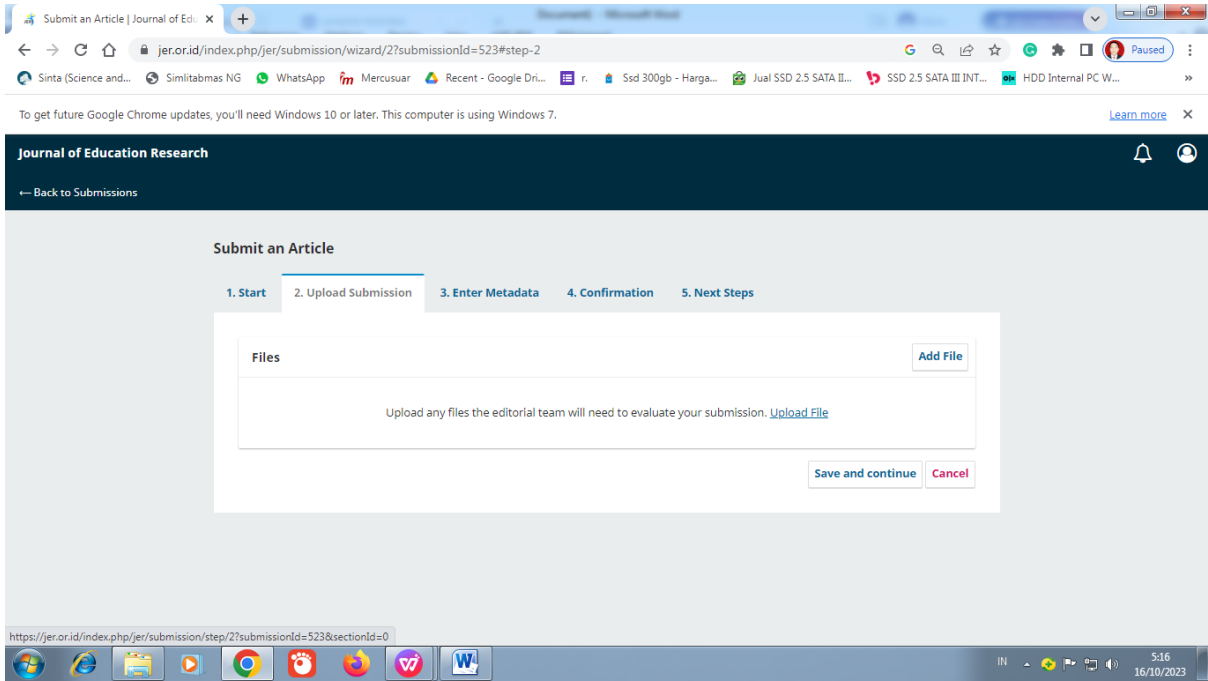 Submit an Article | Journal of Edu
Document1 - Microsoft Word
jer.or.id/index.php/jer/submission/wizard/2?submissionId=523#step-2
Paused
Sinta (Science and... Simlitabmas NG WhatsApp Mercusuar Recent - Google Dri... r. Ssd 300gb - Harga... Jual SSD 2.5 SATA II... SSD 2.5 SATA III INT... HDD Internal PC W... »
To get future Google Chrome updates, you'll need Windows 10 or later. This computer is using Windows 7. Learn more
Journal of Education Research
←Back to Submissions
Submit an Article
1. Start 2. Upload Submission 3. Enter Metadata 4. Confirmation 5. Next Steps
Files Add File
Upload any files the editorial team will need to evaluate your submission. Upload File
Save and continue Cancel
https://jer.or.id/index.php/jer/submission/step/2?submissionId=523&sectionId=0
IN 5:16
16/10/2023